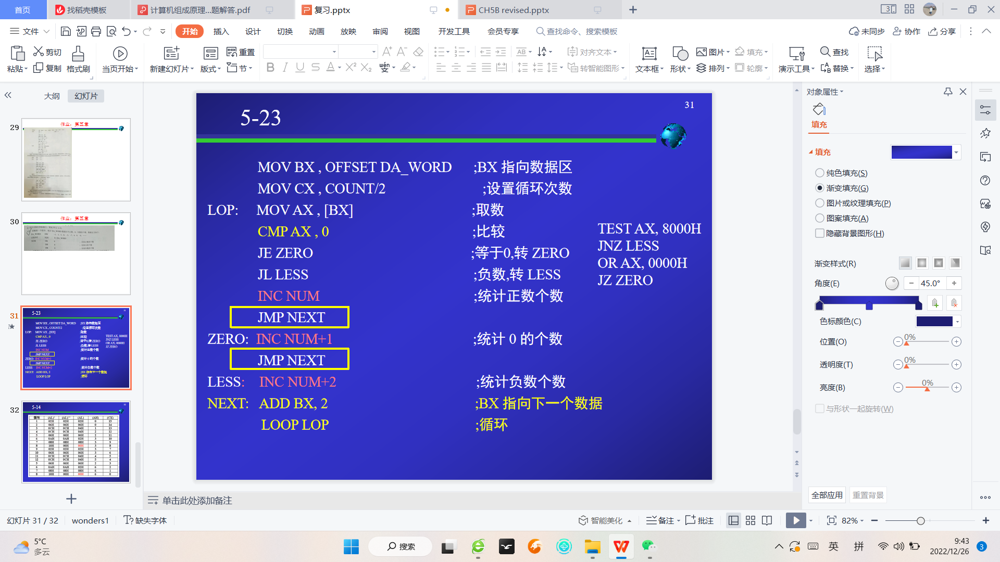 首页
找稻壳模板
计算机组成原理...题解答.pdf
复习.pptx
CH5B revised.pptx
文件
开始
插入
设计
切换
动画
放映
审阅
视图
开发工具
会员专享
查找命令、搜索模板
未同步
协作
分享
粘贴
剪切
复制
格式刷
当页开始
新建幻灯片
版式
重置
节
对齐文本
转智能图形
文本框
形状
图片
排列
填充
轮廓
演示工具
查找
替换
选择
大纲
幻灯片
29
作业:第五章
30
作业:第五章
31
5-23
32
5-14
31
5-23
MOV BX , OFFSET DA_WORD ;BX 指向数据区
MOV CX , COUNT/2 ;设置循环次数
LOP: MOV AX , [BX] ;取数
CMP AX , 0 ;比较
JE ZERO ;等于0,转 ZERO
JL LESS ;负数,转 LESS
INC NUM ;统计正数个数
JMP NEXT
ZERO: INC NUM+1 ;统计 0 的个数
JMP NEXT
LESS: INC NUM+2 ;统计负数个数
NEXT: ADD BX, 2 ;BX 指向下一个数据
LOOP LOP ;循环
TEST AX, 8000H
JNZ LESS
OR AX, 0000H
JZ ZERO
单击此处添加备注
对象属性
填充
填充
纯色填充(S)
渐变填充(G)
图片或纹理填充(P)
图案填充(A)
隐藏背景图形(H)
渐变样式(R)
角度(E)
45.0°
色标颜色(C)
位置(O)
0%
透明度(T)
0%
亮度(B)
0%
与形状一起旋转(W)
全部应用
重置背景
幻灯片 31 / 32
wonders1
缺失字体
智能美化
备注
批注
82%
5°C
多云
搜索
英
拼
9:43
2022/12/26
3